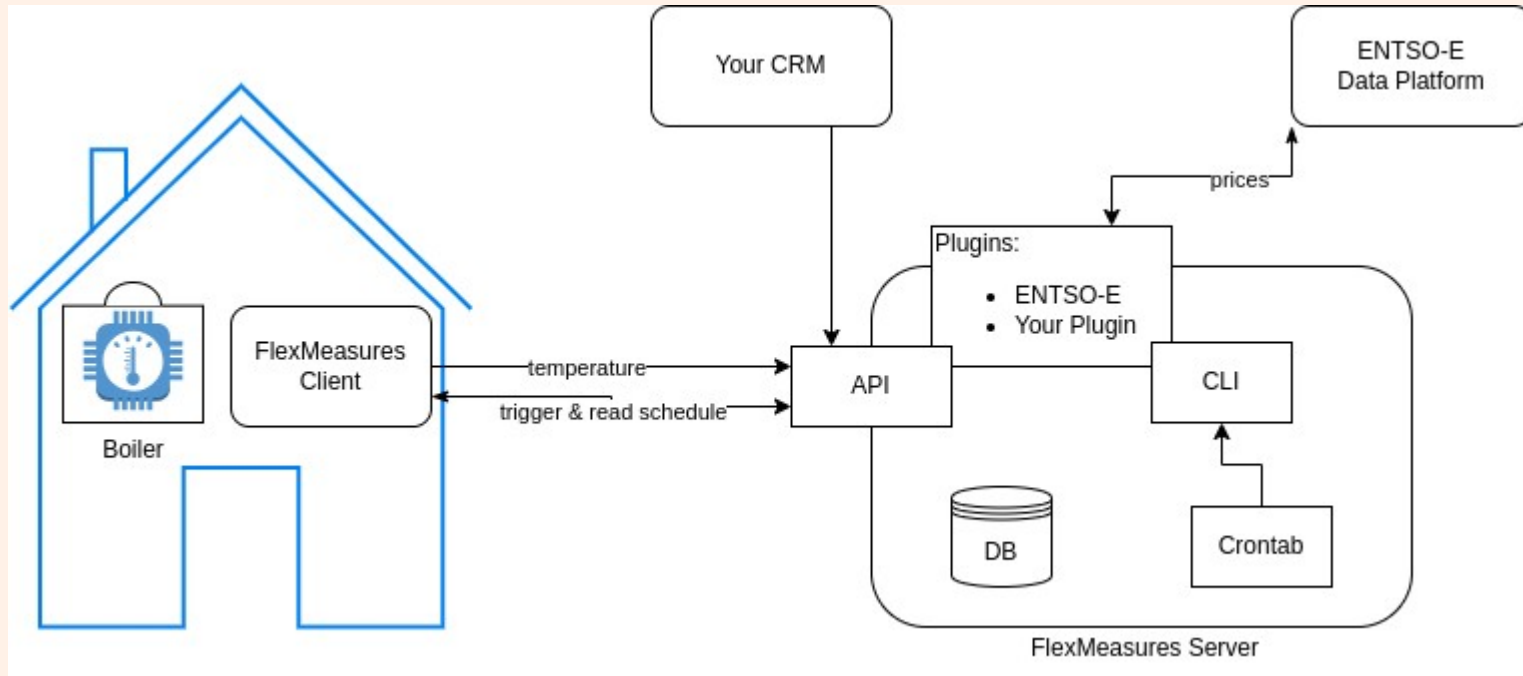 Your CRM
ENTSO-E
Data Platform
prices
Plugins:
• ENTSO-E
• Your Plugin
FlexMeasures
Client
temperature
trigger & read schedule
API
CLI
Boiler
DB
Crontab
FlexMeasures Server